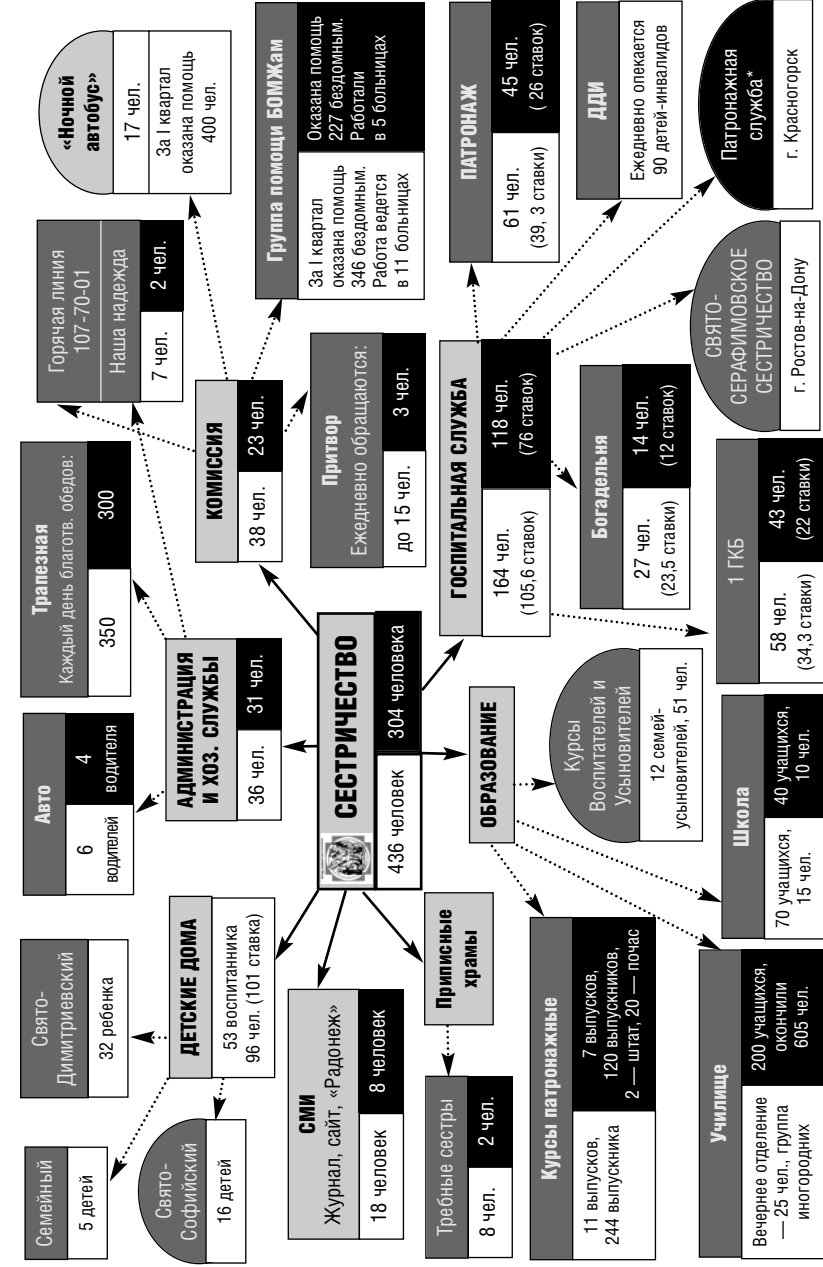 Семейный
5 детей
Свято-
Димитриевский
32 ребенка
Свято-
Софийский
16 детей
ДЕТСКИЕ ДОМА
53 воспитанника
96 чел. (101 ставка)
Авто
6
водителей
4
водителя
Трапезная
Каждый день благотв. обедов:
350
300
Горячая линия
107-70-01
Наша надежда
7 чел.
2 чел.
«Ночной
автобус»
17 чел.
За I квартал
оказана помощь
400 чел.
АДМИНИСТРАЦИЯ
И ХОЗ. СЛУЖБЫ
36 чел.
31 чел.
КОМИССИЯ
38 чел.
23 чел.
Группа помощи БОМЖам
За I квартал
оказана помощь
346 бездомным.
Работа ведется
в 11 больницах
Оказана помощь
227 бездомным.
Работали
в 5 больницах
СМИ
Журнал, сайт, «Радонеж»
18 человек
8 человек
СЕСТРИЧЕСТВО
436 человек
304 человека
Притвор
Ежедневно обращаются:
до 15 чел.
3 чел.
Требные сестры
8 чел.
2 чел.
Приписные
храмы
ОБРАЗОВАНИЕ
ГОСПИТАЛЬНАЯ СЛУЖБА
164 чел.
(105,6 ставок)
118 чел.
(76 ставок)
ПАТРОНАЖ
61 чел.
(39, 3 ставки)
45 чел.
( 26 ставок)
Курсы патронажные
11 выпусков,
244 выпускника
7 выпусков,
120 выпускников,
2 — штат, 20 — почас
Курсы
Воспитателей и
Усыновителей
12 семей-
усыновителей, 51 чел.
Богадельня
27 чел.
(23,5 ставки)
14 чел.
(12 ставок)
ДДИ
Ежедневно опекается
90 детей-инвалидов
Училище
Вечернее отделение
— 25 чел., группа
иногородних
200 учащихся,
окончили
605 чел.
Школа
70 учащихся,
15 чел.
40 учащихся,
10 чел.
1 ГКБ
58 чел.
(34,3 ставки)
43 чел.
(22 ставки)
СВЯТО-
СЕРАФИМОВСКОЕ
СЕСТРИЧЕСТВО
г. Ростов-на-Дону
Патронажная
служба*
г. Красногорск